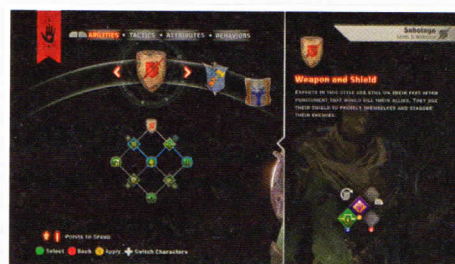 ABILITIES • TACTICS • ATTRIBUTES • BEHAVIORS
Sabotage
Weapon and Shield
EXPERTS IN THIS STYLE ARE STILL ON THEIR FEET AFTER
PUNISHMENT THAT WOULD KILL THEIR ALLIES. THEY USE
THEIR SHIELD TO PROTECT THEMSELVES AND STAGGER
THEIR ENEMIES.
POINTS TO SPEND
Select Back Apply Switch Characters